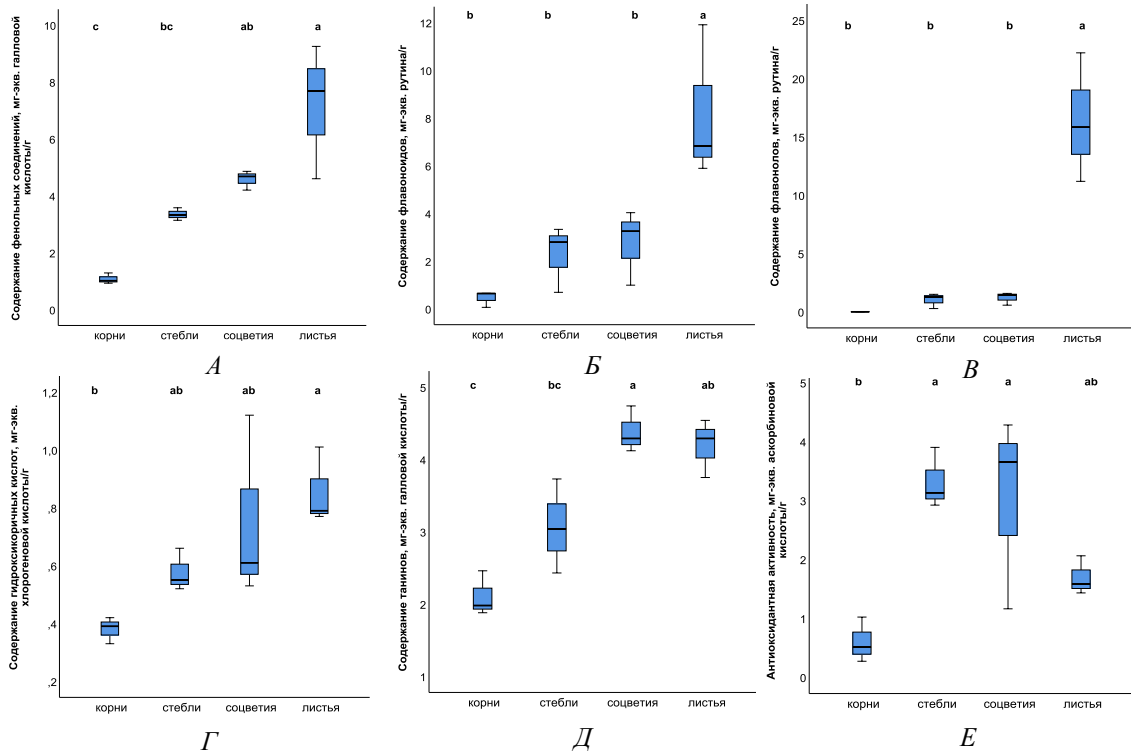 Содержание фенольных соединений, мг-экв. галловой
кислоты/г
10
8
6
4
2
0
c bc ab a
корни стебли соцветия листья
А
Содержание флавоноидов, мг-экв. рутина/г
12
10
8
6
4
2
0
b b b a
корни стебли соцветия листья
Б
Содержание флавонолов, мг-экв. рутина/г
25
20
15
10
5
0
b b b a
корни стебли соцветия листья
В
Содержание гидроксикоричных кислот, мг-экв.
хлорогеновой кислоты/г
1,2
1,0
,8
,6
,4
,2
b ab ab a
корни стебли соцветия листья
Г
Содержание танинов, мг-экв. галловой кислоты/г
5
4
3
2
1
c bc a ab
корни стебли соцветия листья
Д
Антиоксидантная активность, мг-экв. аскорбиновой
кислоты/г
5
4
3
2
1
0
b a a ab
корни стебли соцветия листья
Е